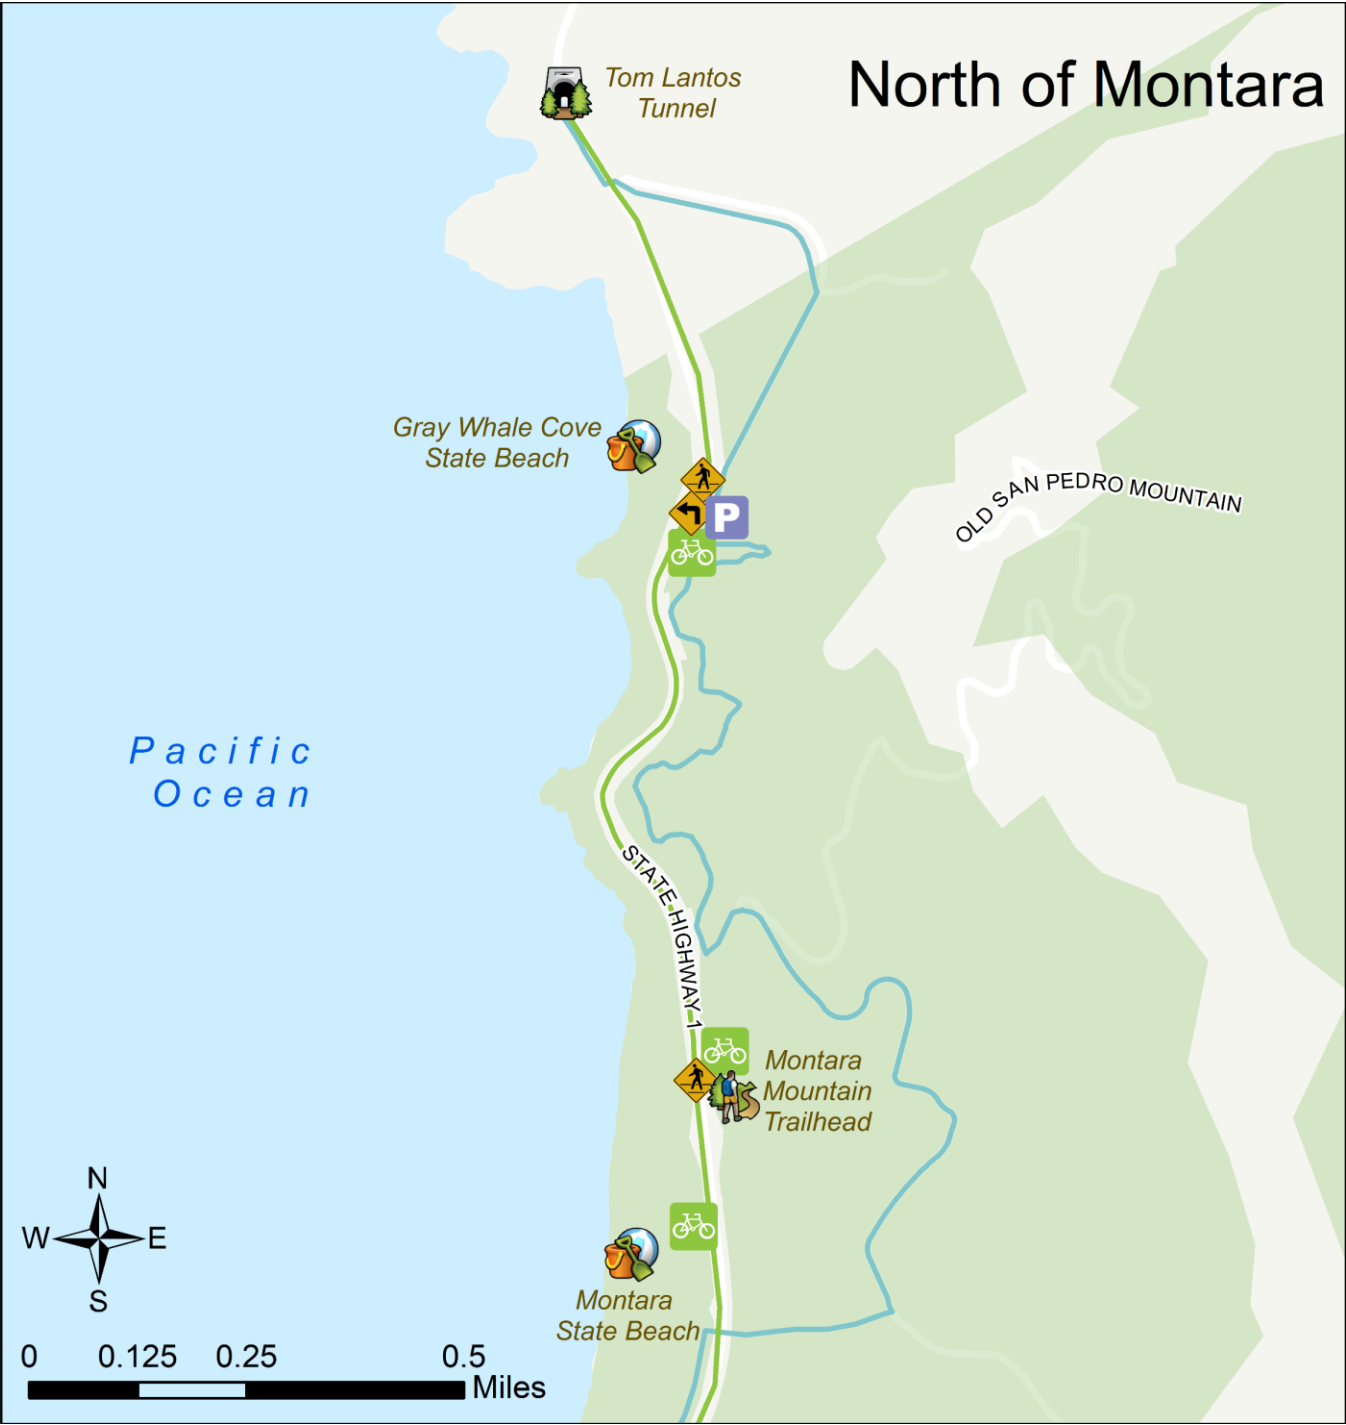 North of Montara
Tom Lantos
Tunnel
Gray Whale Cove
State Beach
P
OLD SAN PEDRO MOUNTAIN
Pacific
Ocean
STATE HIGHWAY 1
Montara
Mountain
Trailhead
N
W E
S
Montara
State Beach
0 0.125 0.25 0.5
Miles